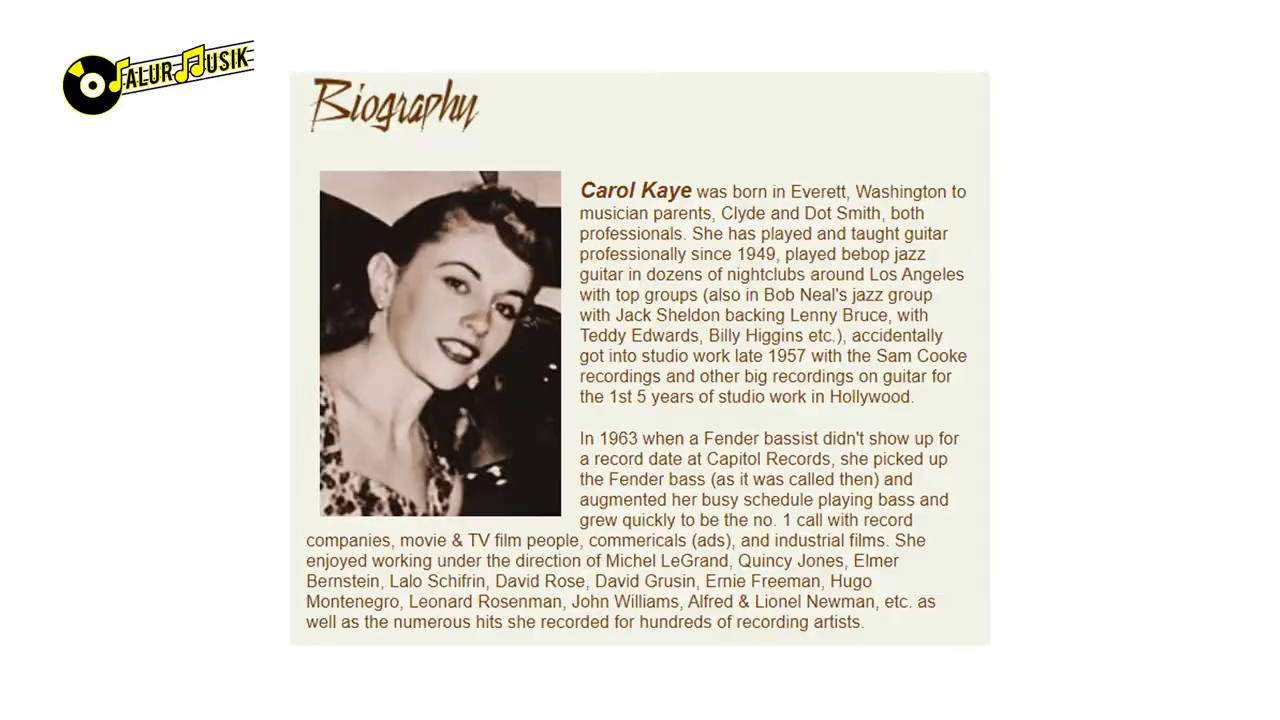 ALUR MUSIK
Biography
Carol Kaye was born in Everett, Washington to
musician parents, Clyde and Dot Smith, both
professionals. She has played and taught guitar
professionally since 1949, played bebop jazz
guitar in dozens of nightclubs around Los Angeles
with top groups (also in Bob Neal's jazz group
with Jack Sheldon backing Lenny Bruce, with
Teddy Edwards, Billy Higgins etc.), accidentally
got into studio work late 1957 with the Sam Cooke
recordings and other big recordings on guitar for
the 1st 5 years of studio work in Hollywood.
In 1963 when a Fender bassist didn't show up for
a record date at Capitol Records, she picked up
the Fender bass (as it was called then) and
augmented her busy schedule playing bass and
grew quickly to be the no. 1 call with record
companies, movie & TV film people, commericals (ads), and industrial films. She
enjoyed working under the direction of Michel LeGrand, Quincy Jones, Elmer
Bernstein, Lalo Schifrin, David Rose, David Grusin, Ernie Freeman, Hugo
Montenegro, Leonard Rosenman, John Williams, Alfred & Lionel Newman, etc. as
well as the numerous hits she recorded for hundreds of recording artists.